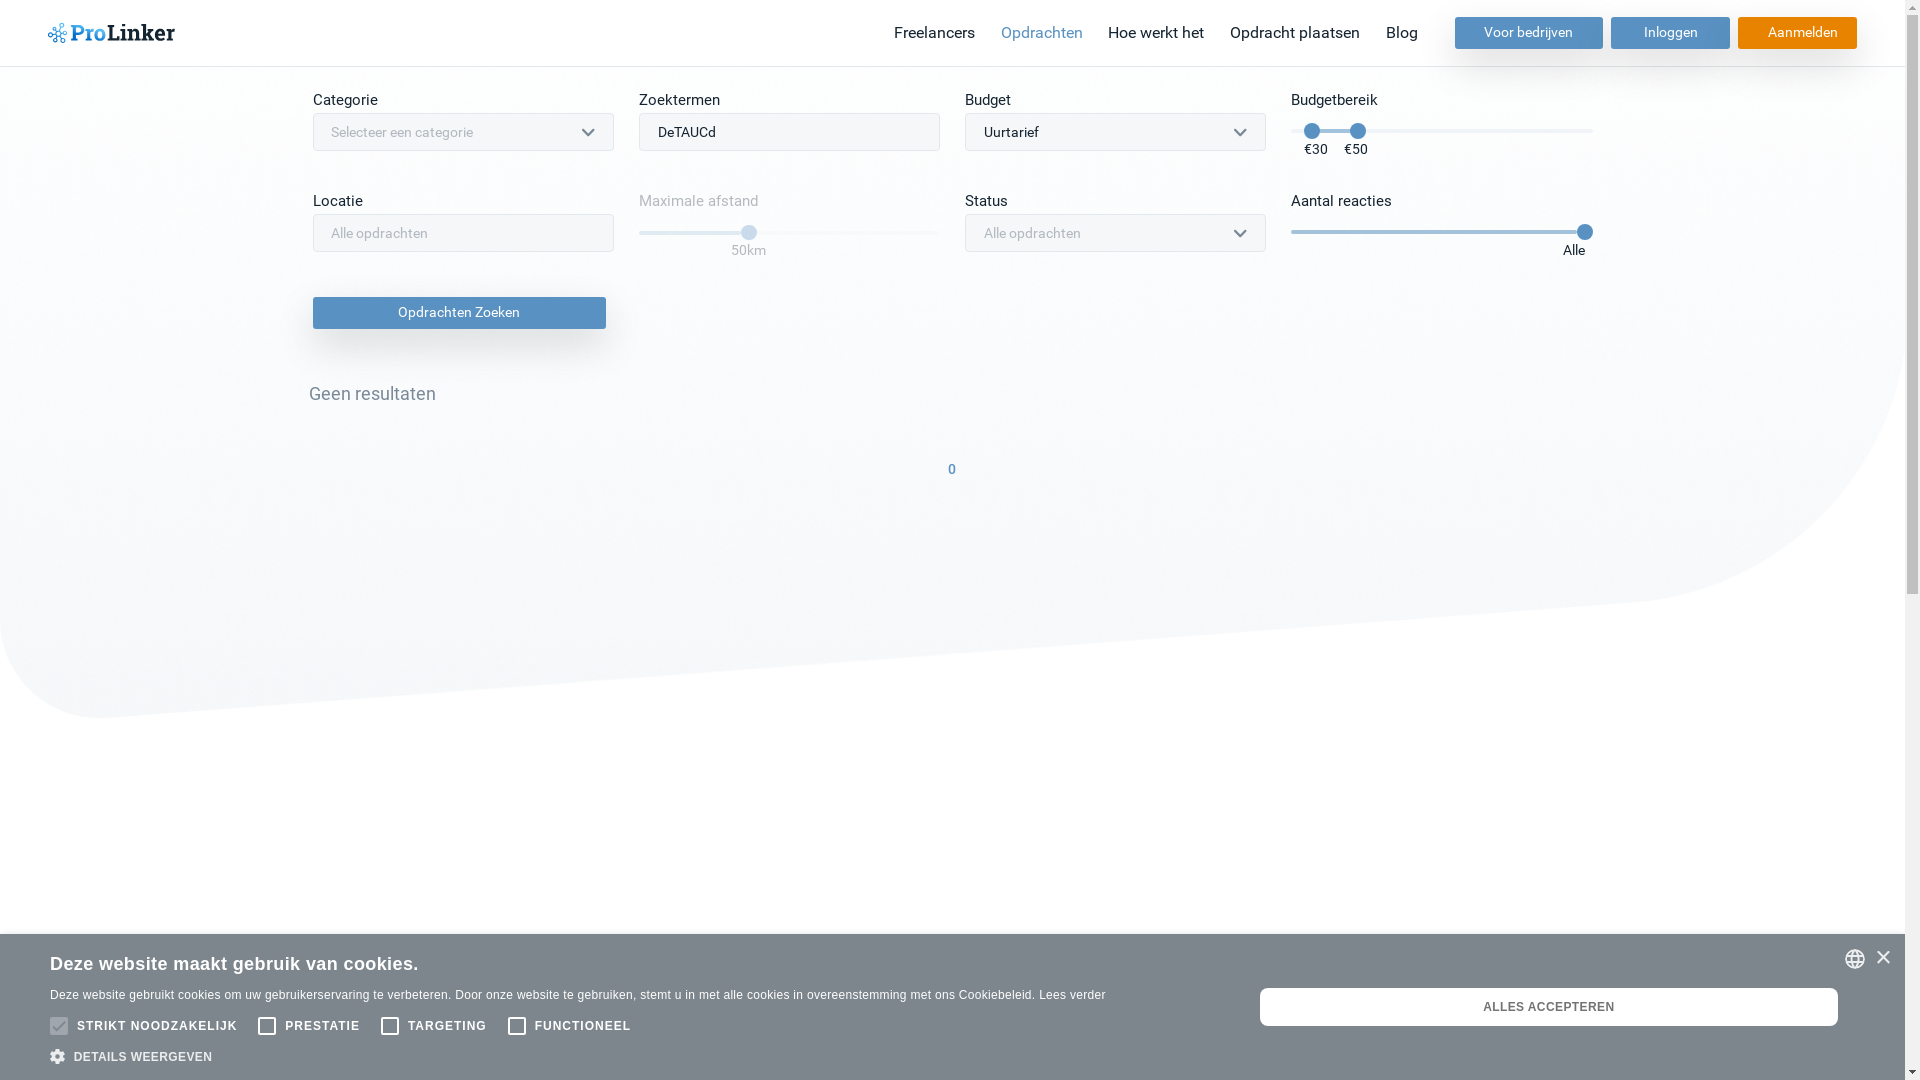 ProLinker
Freelancers Opdrachten Hoe werkt het Opdracht plaatsen Blog Voor bedrijven Inloggen Aanmelden
Categorie Zoektermen Budget Budgetbereik
Selecteer een categorie DeTAUCd Uurtarief
€30 €50
Locatie Maximale afstand Status Aantal reacties
Alle opdrachten Alle opdrachten
50km Alle
Opdrachten Zoeken
Geen resultaten
0
Deze website maakt gebruik van cookies.
Deze website gebruikt cookies om uw gebruikerservaring te verbeteren. Door onze website te gebruiken, stemt u in met alle cookies in overeenstemming met ons Cookiebeleid. Lees verder
ALLES ACCEPTEREN
STRIKT NOODZAKELIJK PRESTATIE TARGETING FUNCTIONEEL
DETAILS WEERGEVEN